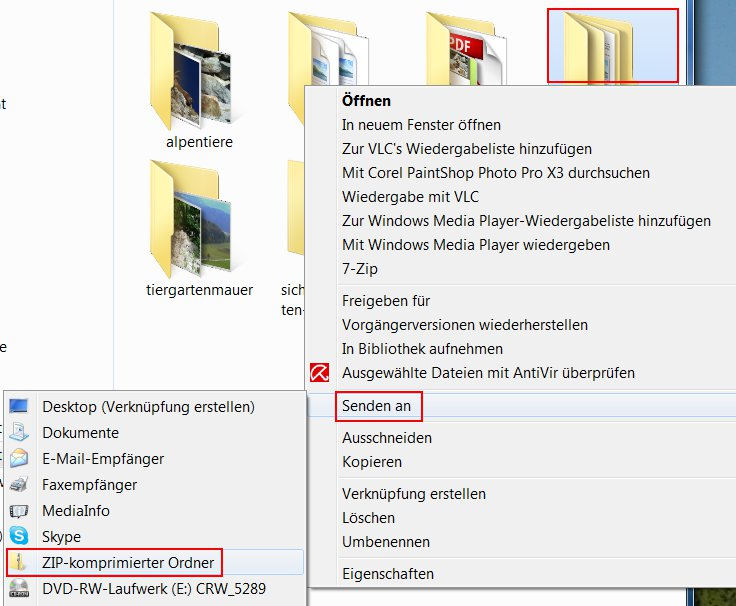 PDF
alpentiere
tiergartenmauer
sich
ten-
Öffnen
In neuem Fenster öffnen
Zur VLC's Wiedergabeliste hinzufügen
Mit Corel PaintShop Photo Pro X3 durchsuchen
Wiedergabe mit VLC
Zur Windows Media Player-Wiedergabeliste hinzufügen
Mit Windows Media Player wiedergeben
7-Zip
Freigeben für
Vorgängerversionen wiederherstellen
In Bibliothek aufnehmen
Ausgewählte Dateien mit AntiVir überprüfen
Senden an
Ausschneiden
Kopieren
Verknüpfung erstellen
Löschen
Umbenennen
Eigenschaften
Desktop (Verknüpfung erstellen)
Dokumente
E-Mail-Empfänger
Faxempfänger
MediaInfo
Skype
ZIP-komprimierter Ordner
DVD-RW-Laufwerk (E:) CRW_5289